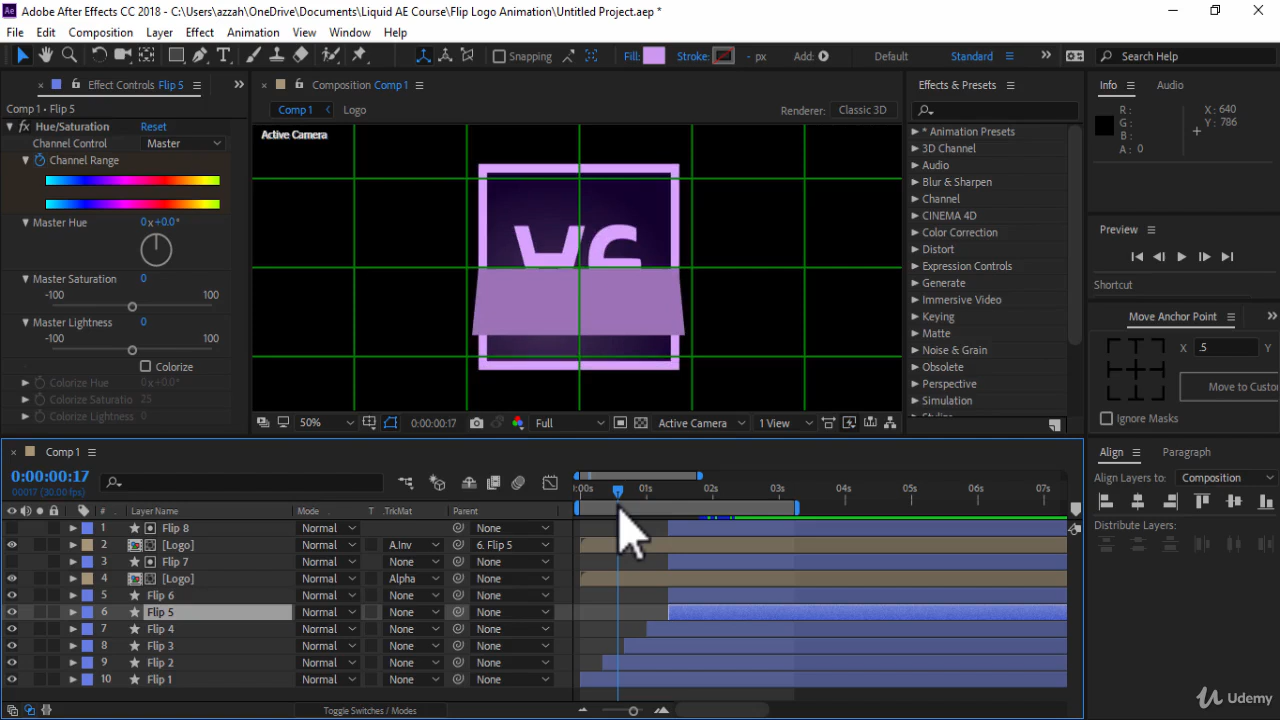 Adobe After Effects CC 2018 - C:\Users\azzah\OneDrive\Documents\Liquid AE Course\Flip Logo Animation\Untitled Project.aep *
File Edit Composition Layer Effect Animation View Window Help
Snapping Fill: Stroke: - px Add: Default Standard Search Help
Effect Controls Flip 5
Composition Comp 1
Effects & Presets
Info Audio
Comp 1 • Flip 5
Comp 1 Logo Renderer: Classic 3D
fx Hue/Saturation Reset
Channel Control Master
Channel Range
Master Hue 0 x+0.0°
Master Saturation 0
-100 100
Master Lightness 0
-100 100
Colorize
Colorize Hue 0 x+0.0°
Colorize Saturatio 25
Colorize Lightness 0
Active Camera
50% 0:00:00:17 Full Active Camera 1 View
* Animation Presets
3D Channel
Audio
Blur & Sharpen
Channel
CINEMA 4D
Color Correction
Distort
Expression Controls
Generate
Immersive Video
Keying
Matte
Noise & Grain
Obsolete
Perspective
Simulation
R : X : 640
G : Y : 786
B :
A : 0
Preview
Shortcut
Move Anchor Point
X .5 Y
Move to Custo
Ignore Masks
Align Paragraph
Align Layers to: Composition
Distribute Layers:
Comp 1
0:00:00:17
00017 (30.00 fps)
:00s 01s 02s 03s 04s 05s 06s 07s
# Layer Name Mode T .TrkMat Parent
1 Flip 8 Normal None
2 [Logo] Normal A.Inv 6. Flip 5
3 Flip 7 Normal None None
4 [Logo] Normal Alpha None
5 Flip 6 Normal None None
6 Flip 5 Normal None None
7 Flip 4 Normal None None
8 Flip 3 Normal None None
9 Flip 2 Normal None None
10 Flip 1 Normal None None
Toggle Switches / Modes
Udemy